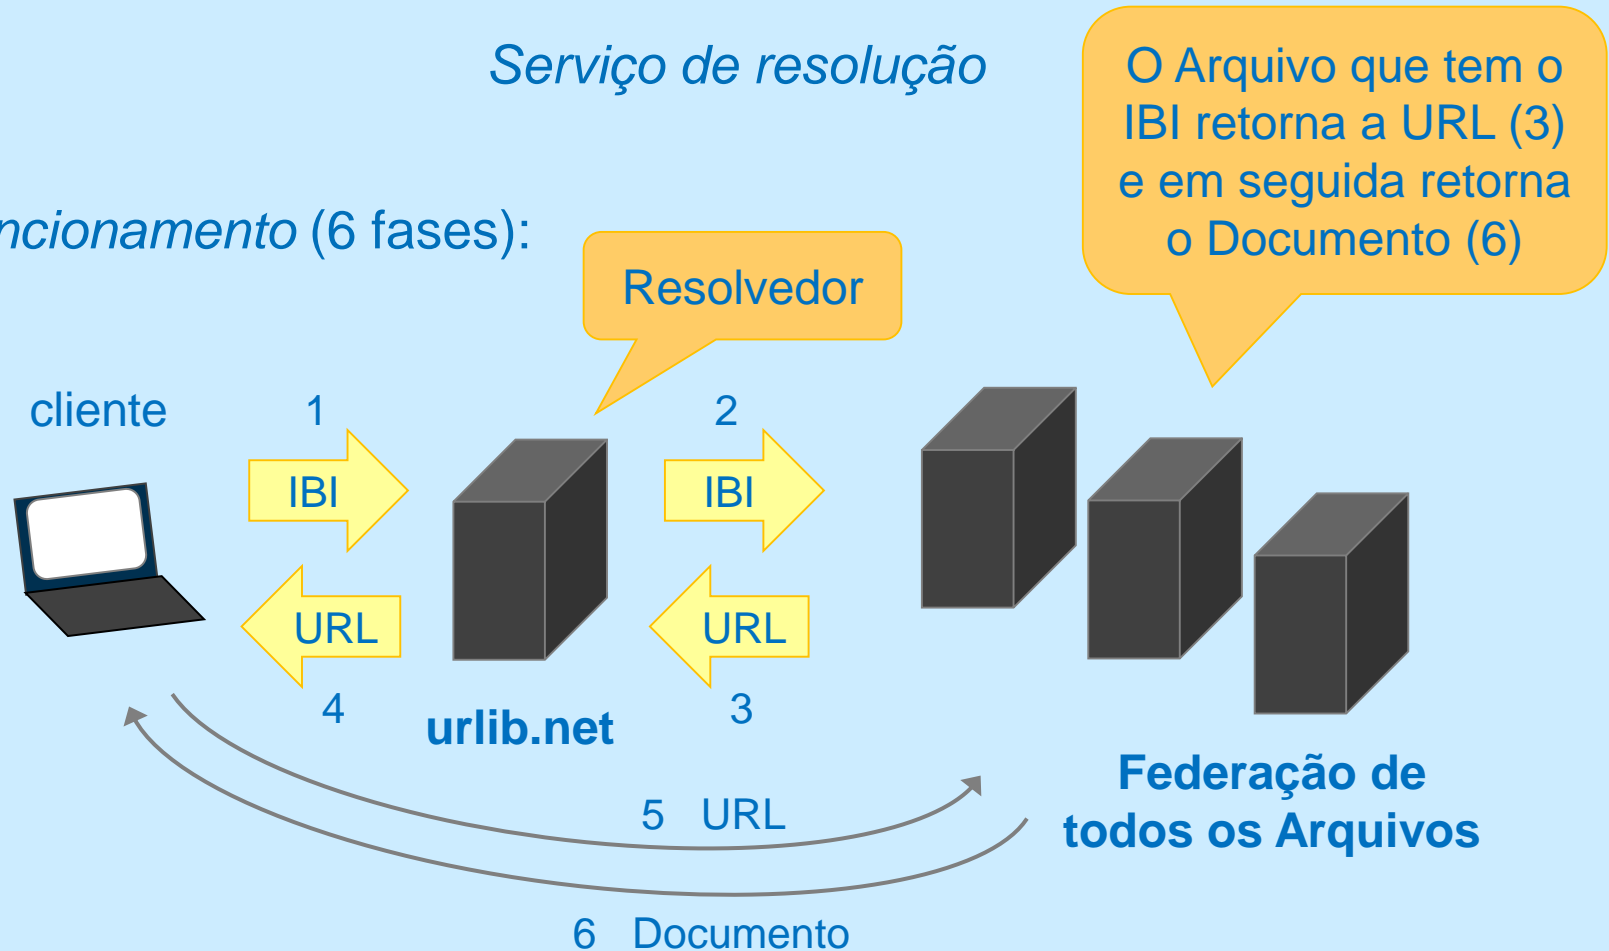 Serviço de resolução
O Arquivo que tem o
IBI retorna a URL (3)
e em seguida retorna
o Documento (6)
ncionamento (6 fases):
Resolvedor
cliente
1
2
IBI
IBI
URL
URL
4
3
urlib.net
Federação de
todos os Arquivos
5 URL
6 Documento